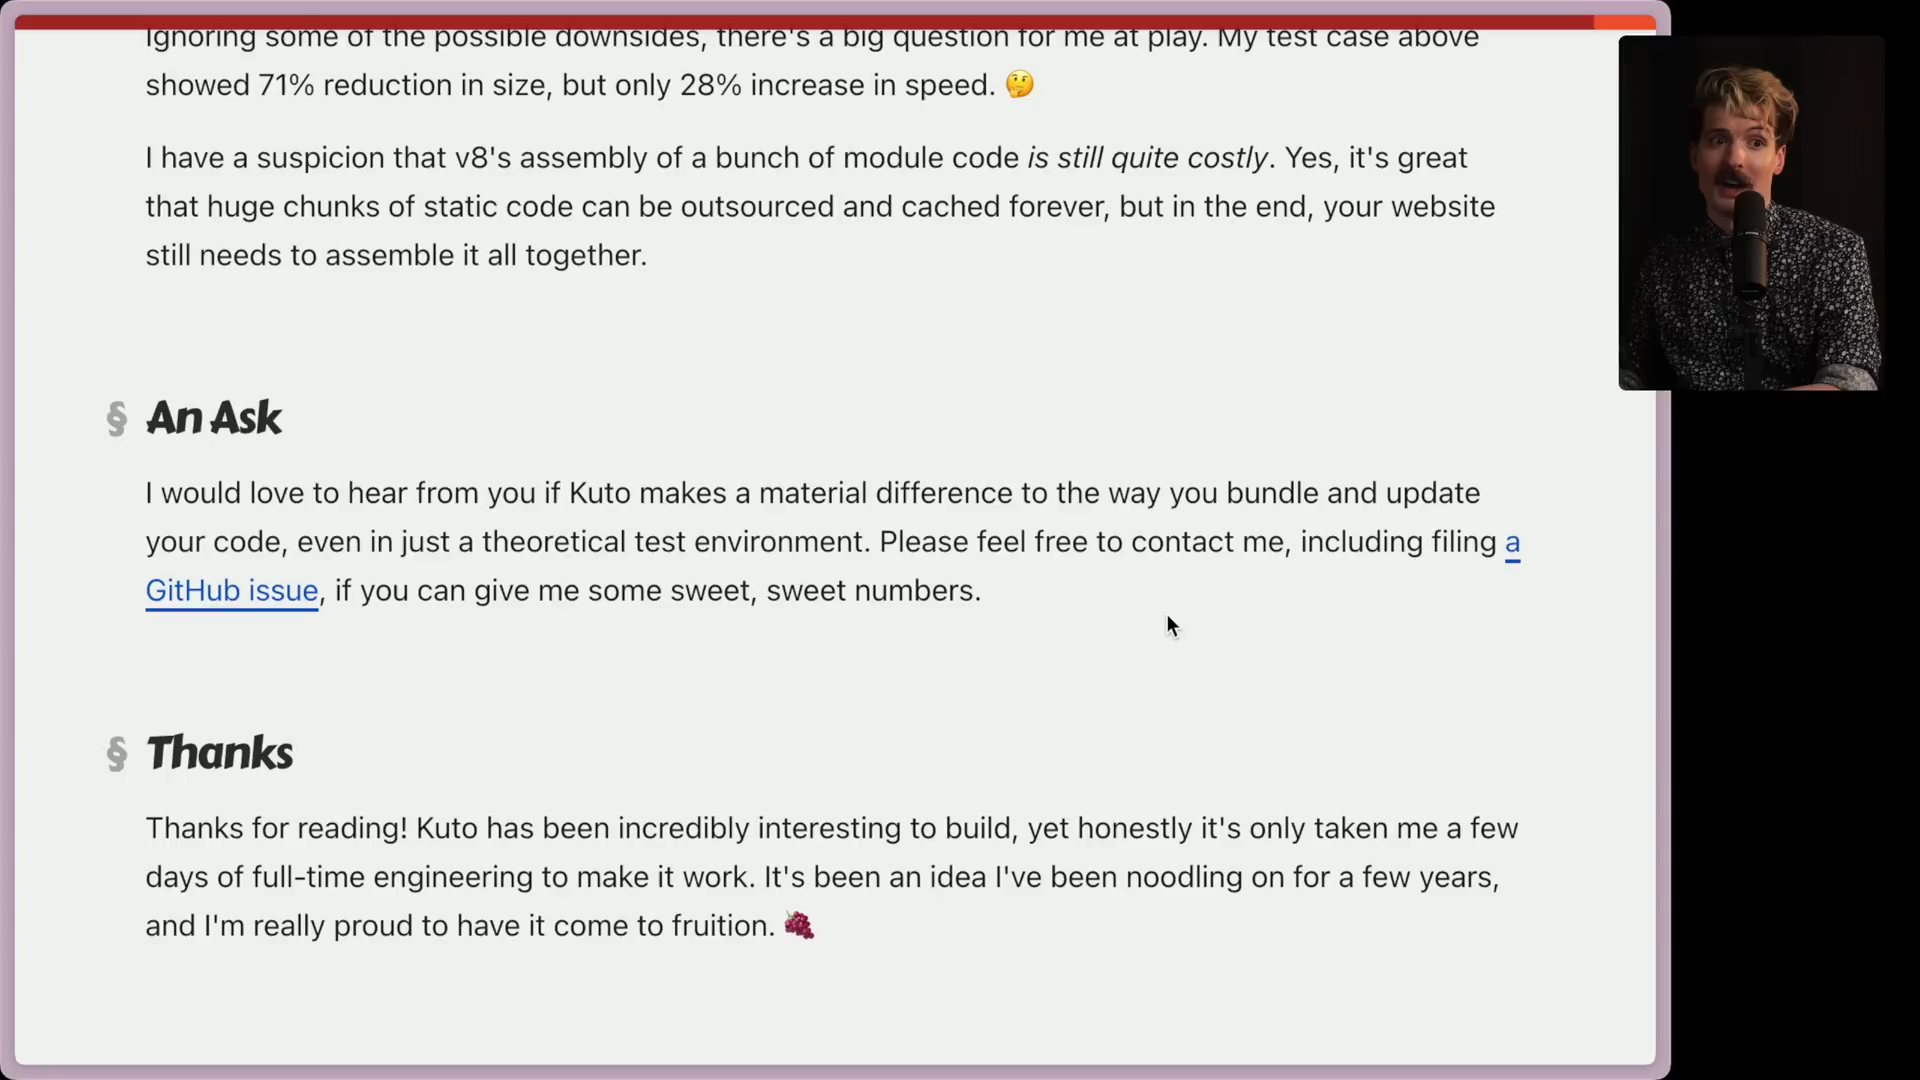 Ignoring some of the possible downsides, there's a big question for me at play. My test case above
showed 71% reduction in size, but only 28% increase in speed. 🤔
I have a suspicion that v8's assembly of a bunch of module code is still quite costly. Yes, it's great
that huge chunks of static code can be outsourced and cached forever, but in the end, your website
still needs to assemble it all together.
§ An Ask
I would love to hear from you if Kuto makes a material difference to the way you bundle and update
your code, even in just a theoretical test environment. Please feel free to contact me, including filing a
GitHub issue, if you can give me some sweet, sweet numbers.
§ Thanks
Thanks for reading! Kuto has been incredibly interesting to build, yet honestly it's only taken me a few
days of full-time engineering to make it work. It's been an idea I've been noodling on for a few years,
and I'm really proud to have it come to fruition. 🍇